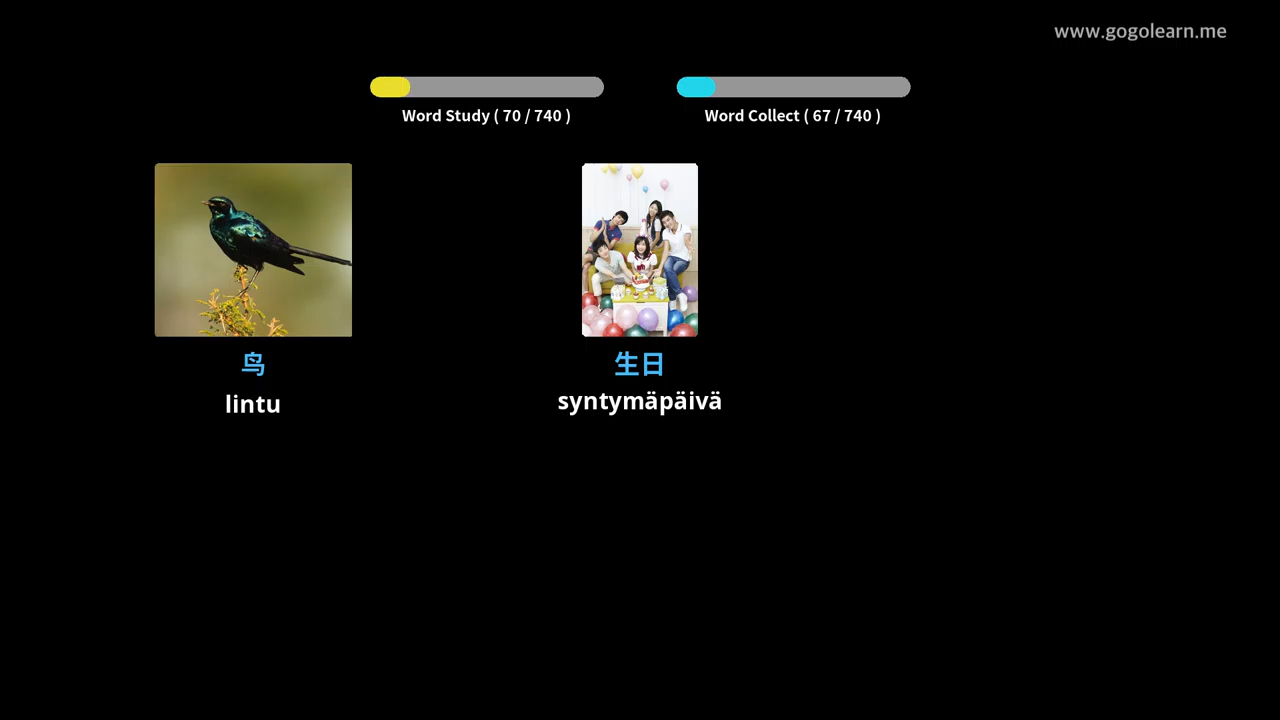 www.gogolearn.me
Word Study ( 70 / 740 )
Word Collect ( 67 / 740 )
鸟
lintu
生日
syntymäpäivä